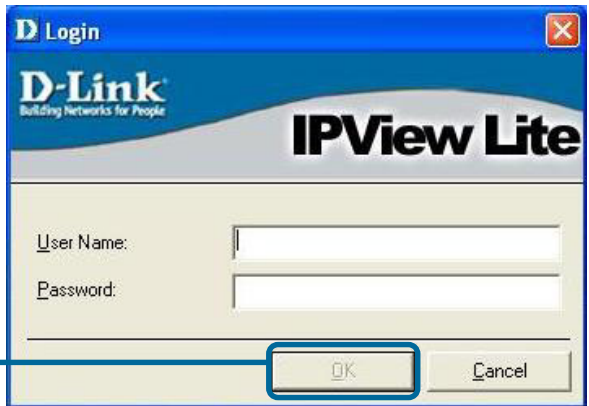 D Login
D-Link
Building Networks for People
IPView Lite
User Name:
Password:
OK
Cancel